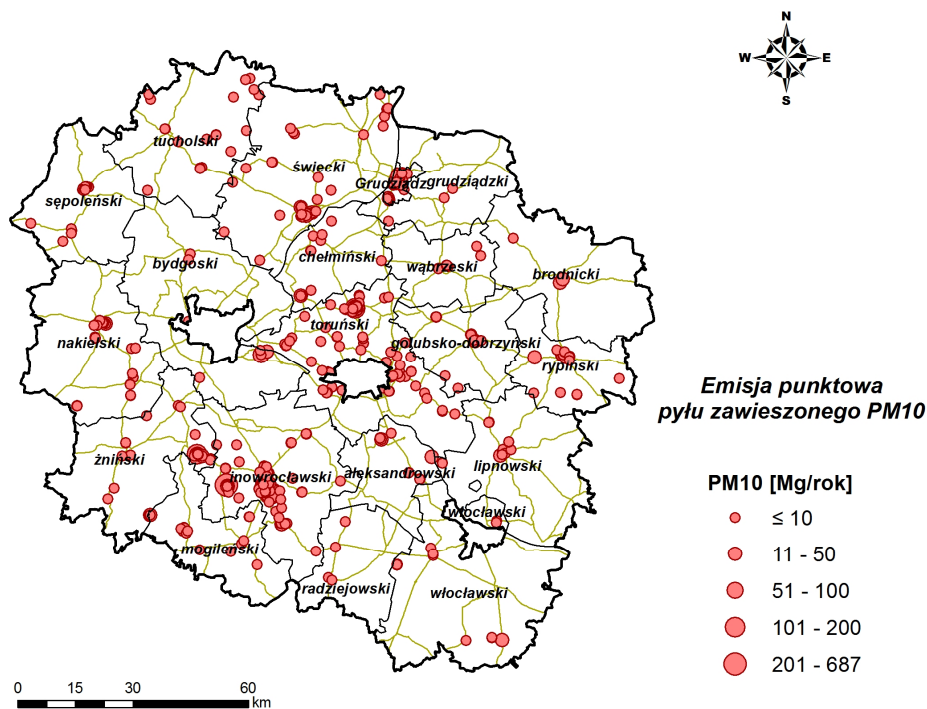 N
W E
S
tucholski
świecki
Grudziądz grudziądzki
sępoleński
bydgoski
chełmiński
wąbrzeski
brodnicki
toruński
nakielski
golubsko-dobrzyński
rypiński
Emisja punktowa
pyłu zawieszonego PM10
żniński
inowrocławski
aleksandrowski
lipnowski
PM10 [Mg/rok]
włocławski
≤ 10
mogileński
11 - 50
radziejowski
włocławski
51 - 100
101 - 200
201 - 687
0 15 30 60
km